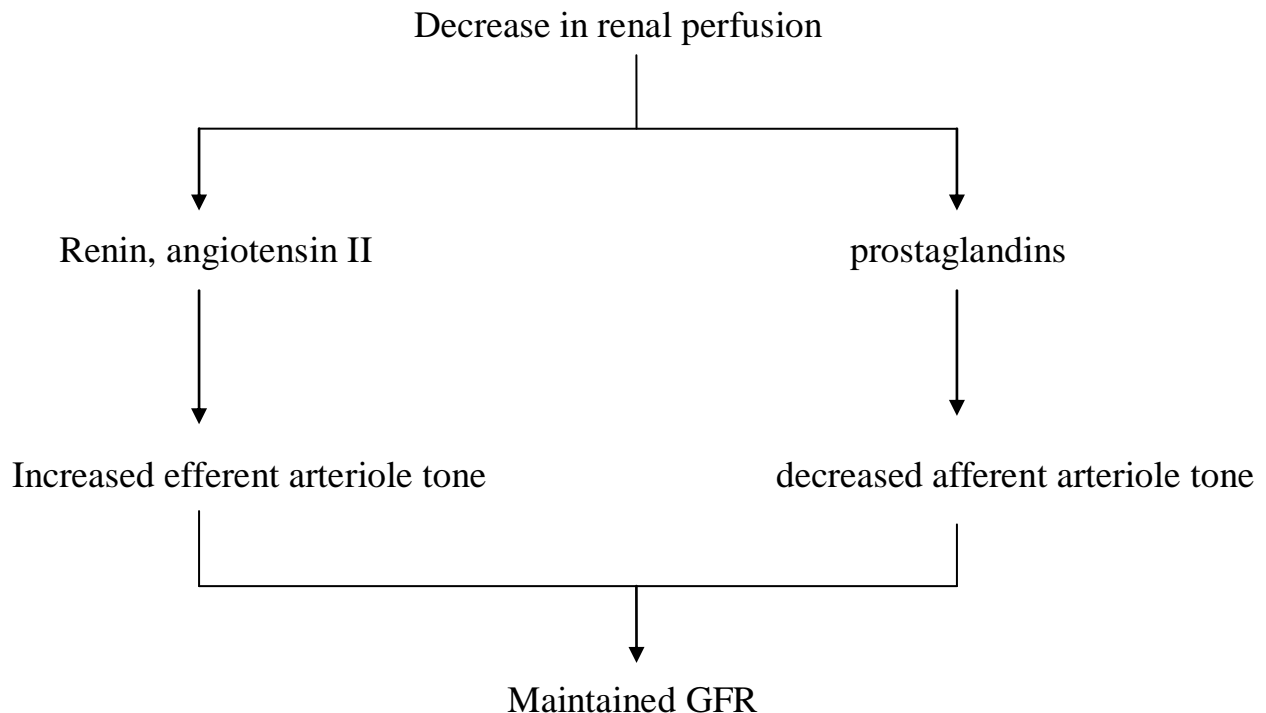 Decrease in renal perfusion
Renin, angiotensin II
prostaglandins
Increased efferent arteriole tone
decreased afferent arteriole tone
Maintained GFR